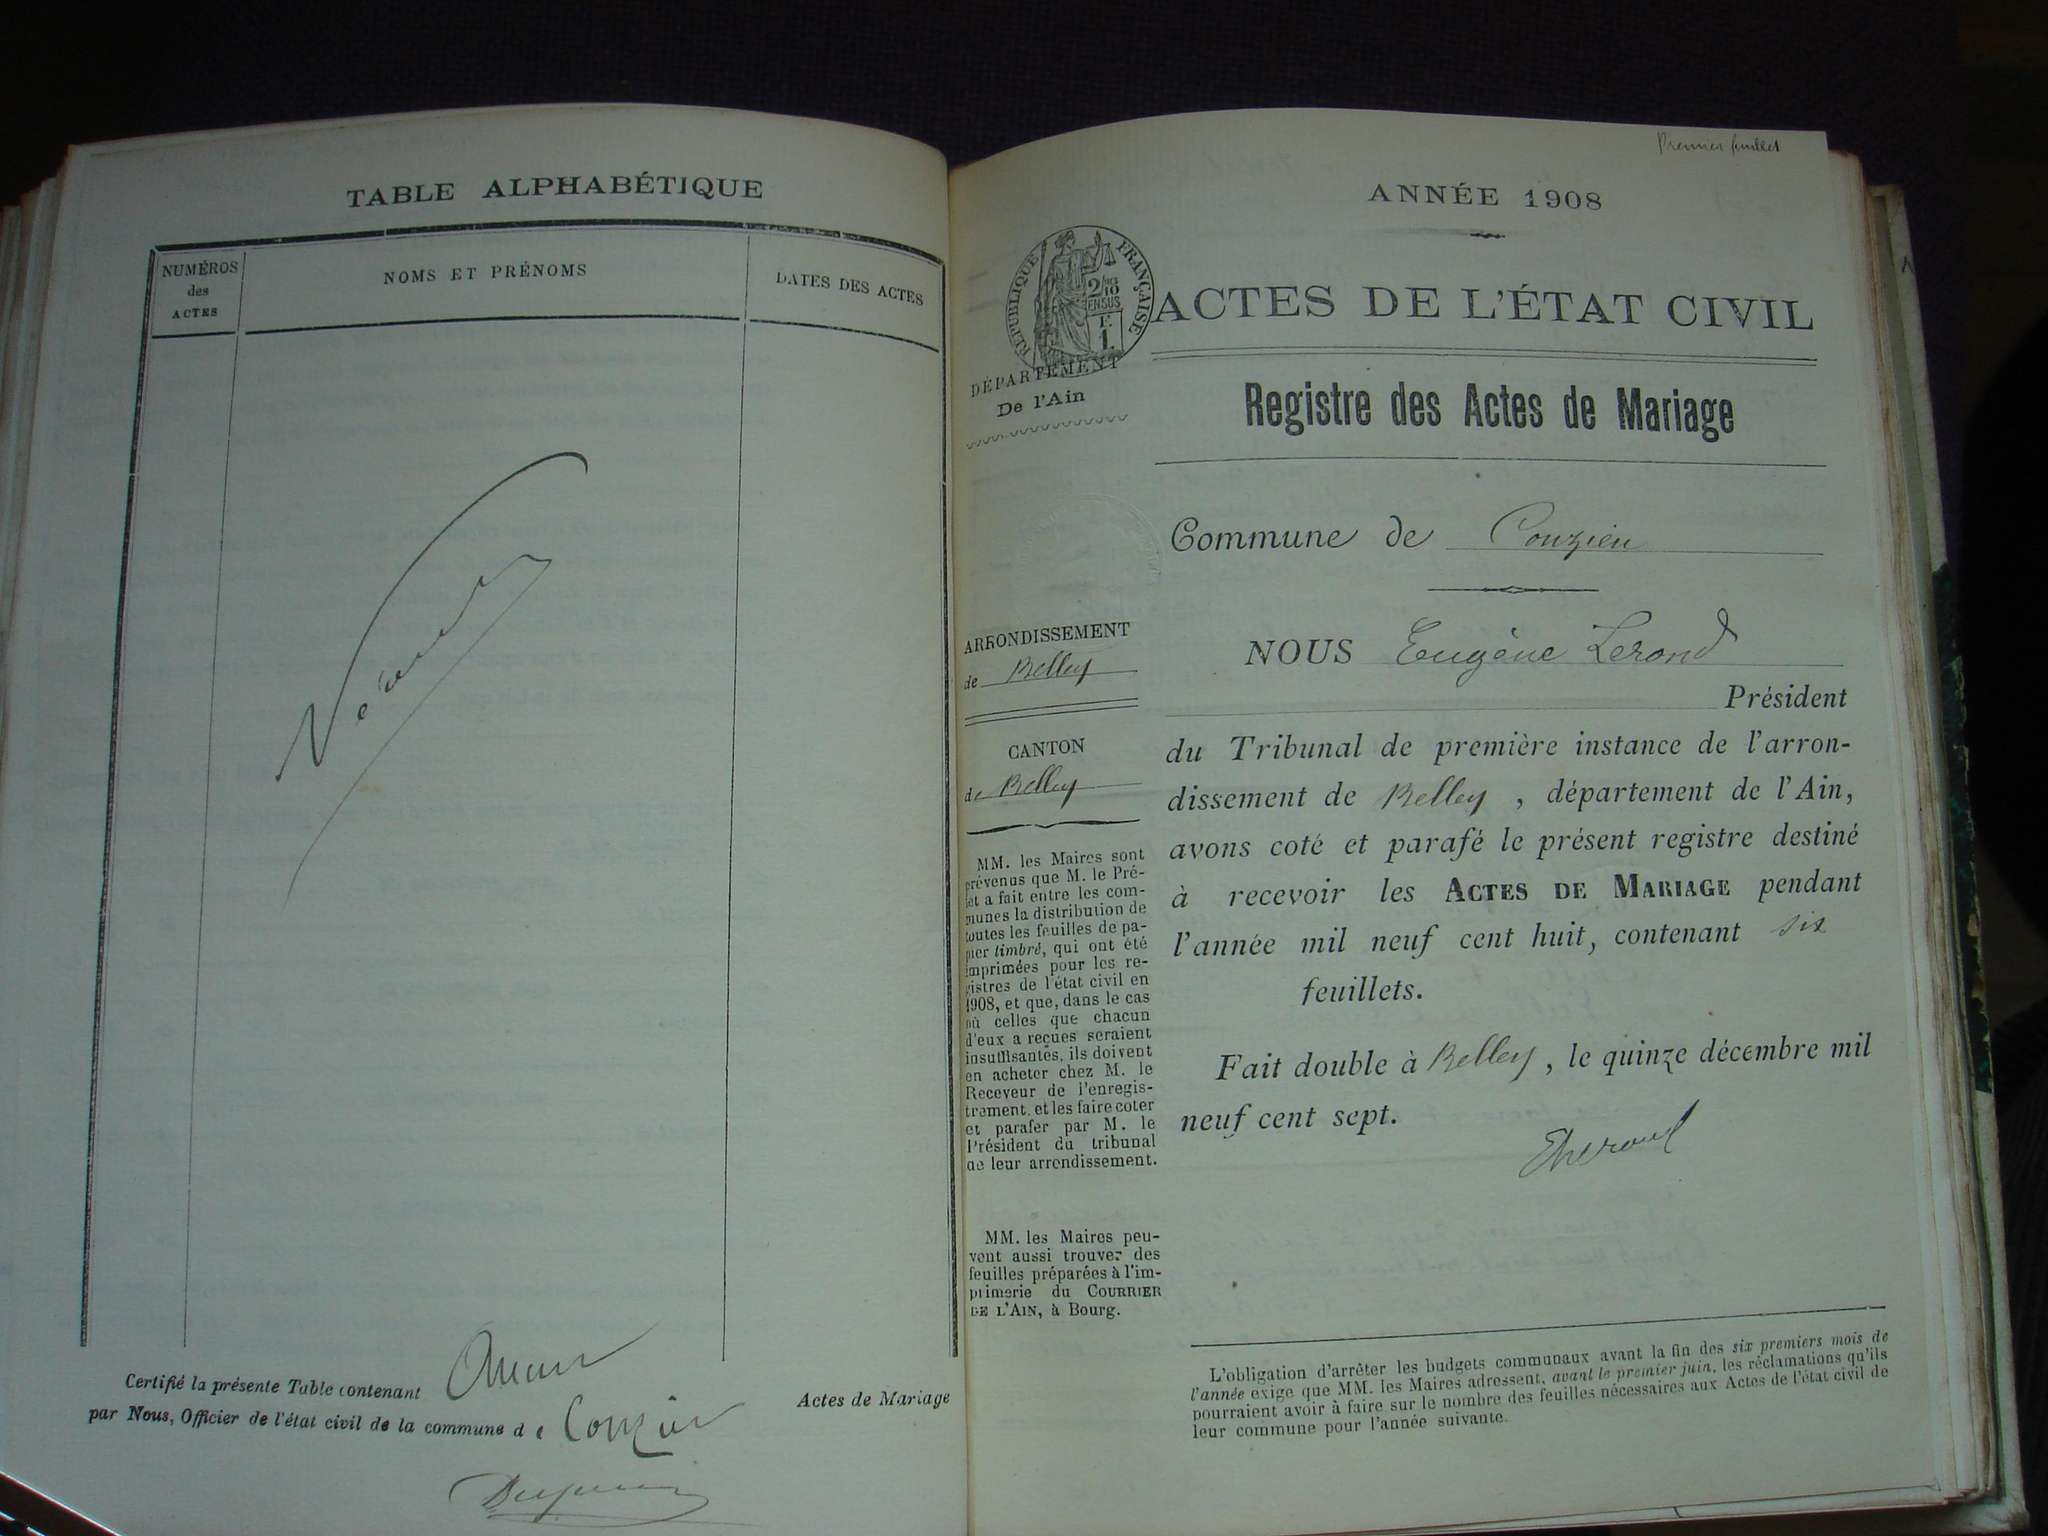 TABLE ALPHABÉTIQUE
NUMÉROS
des
ACTES
NOMS ET PRÉNOMS
DATES DES ACTES
Néant
Certifié la présente Table contenant Aucun Actes de Mariage
par Nous, Officier de l'état civil de la commune de Conzieu
Premier feuillet
ANNÉE 1908
RÉPUBLIQUE FRANÇAISE
2/10
EN SUS
F.
1.
DÉPARTEMENT
De l'Ain
ACTES DE L'ÉTAT CIVIL
Registre des Actes de Mariage
Commune de Conzieu
ARRONDISSEMENT
de Belley
CANTON
de Belley
MM. les Maires sont
prévenus que M. le Pré-
fet a fait entre les com-
munes la distribution de
toutes les feuilles de pa-
pier timbré, qui ont été
imprimées pour les re-
gistres de l'état civil en
1908, et que, dans le cas
où celles que chacun
d'eux a reçues seraient
insuffisantes, ils doivent
en acheter chez M. le
Receveur de l'enregis-
trement, et les faire coter
et parafer par M. le
Président du tribunal
de leur arrondissement.
MM. les Maires peu-
vent aussi trouver des
feuilles préparées à l'im-
primerie du COURRIER
DE L'AIN, à Bourg.
NOUS Eugène Lerond
Président
du Tribunal de première instance de l'arron-
dissement de Belley, département de l'Ain,
avons coté et parafé le présent registre destiné
à recevoir les ACTES DE MARIAGE pendant
l'année mil neuf cent huit, contenant six
feuillets.
Fait double à Belley, le quinze décembre mil
neuf cent sept.
L'obligation d'arrêter les budgets communaux avant la fin des six premiers mois de
l'année exige que MM. les Maires adressent, avant le premier juin, les réclamations qu'ils
pourraient avoir à faire sur le nombre des feuilles nécessaires aux Actes de l'état civil de
leur commune pour l'année suivante.